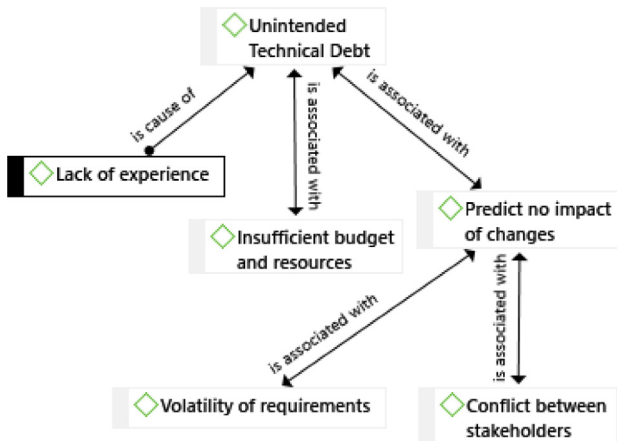 Unintended
Technical Debt
is cause of
is associated with
is associated with
Lack of experience
Predict no impact
of changes
Insufficient budget
and resources
is associated with
is associated with
Volatility of requirements
Conflict between
stakeholders